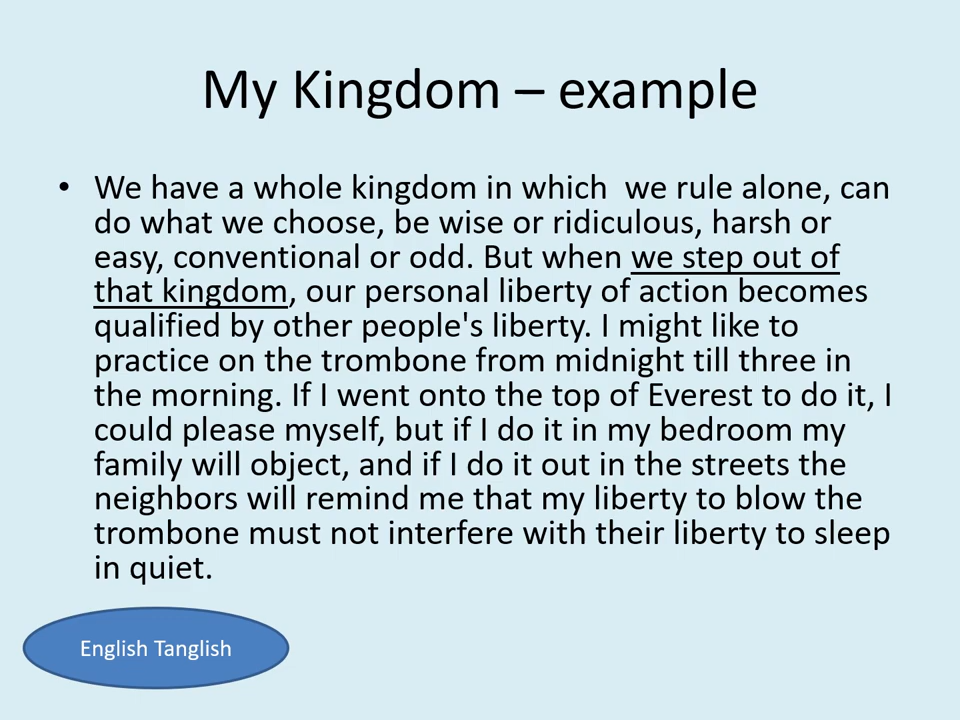 My Kingdom – example
• We have a whole kingdom in which  we rule alone, can
do what we choose, be wise or ridiculous, harsh or
easy, conventional or odd. But when we step out of
that kingdom, our personal liberty of action becomes
qualified by other people's liberty. I might like to
practice on the trombone from midnight till three in
the morning. If I went onto the top of Everest to do it, I
could please myself, but if I do it in my bedroom my
family will object, and if I do it out in the streets the
neighbors will remind me that my liberty to blow the
trombone must not interfere with their liberty to sleep
in quiet.
English Tanglish